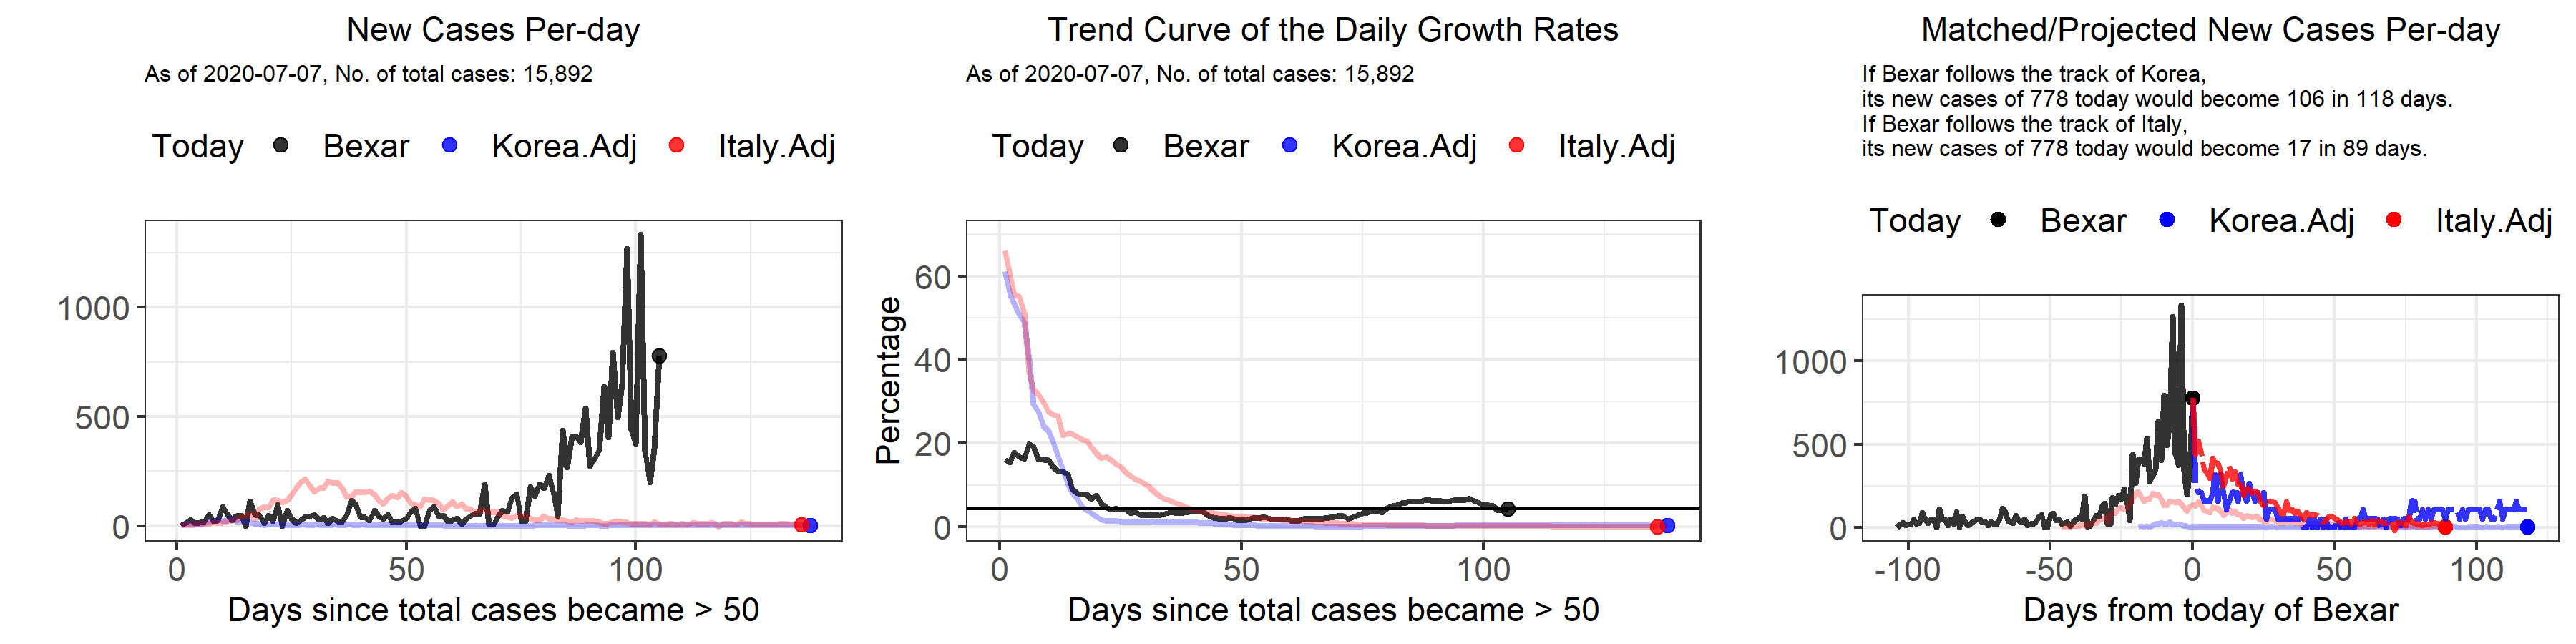 New Cases Per-day
As of 2020-07-07, No. of total cases: 15,892
Today Bexar Korea.Adj Italy.Adj
1000
500
0
0 50 100
Days since total cases became > 50
Trend Curve of the Daily Growth Rates
As of 2020-07-07, No. of total cases: 15,892
Today Bexar Korea.Adj Italy.Adj
Percentage
60
40
20
0
0 50 100
Days since total cases became > 50
Matched/Projected New Cases Per-day
If Bexar follows the track of Korea,
its new cases of 778 today would become 106 in 118 days.
If Bexar follows the track of Italy,
its new cases of 778 today would become 17 in 89 days.
Today Bexar Korea.Adj Italy.Adj
1000
500
0
-100 -50 0 50 100
Days from today of Bexar